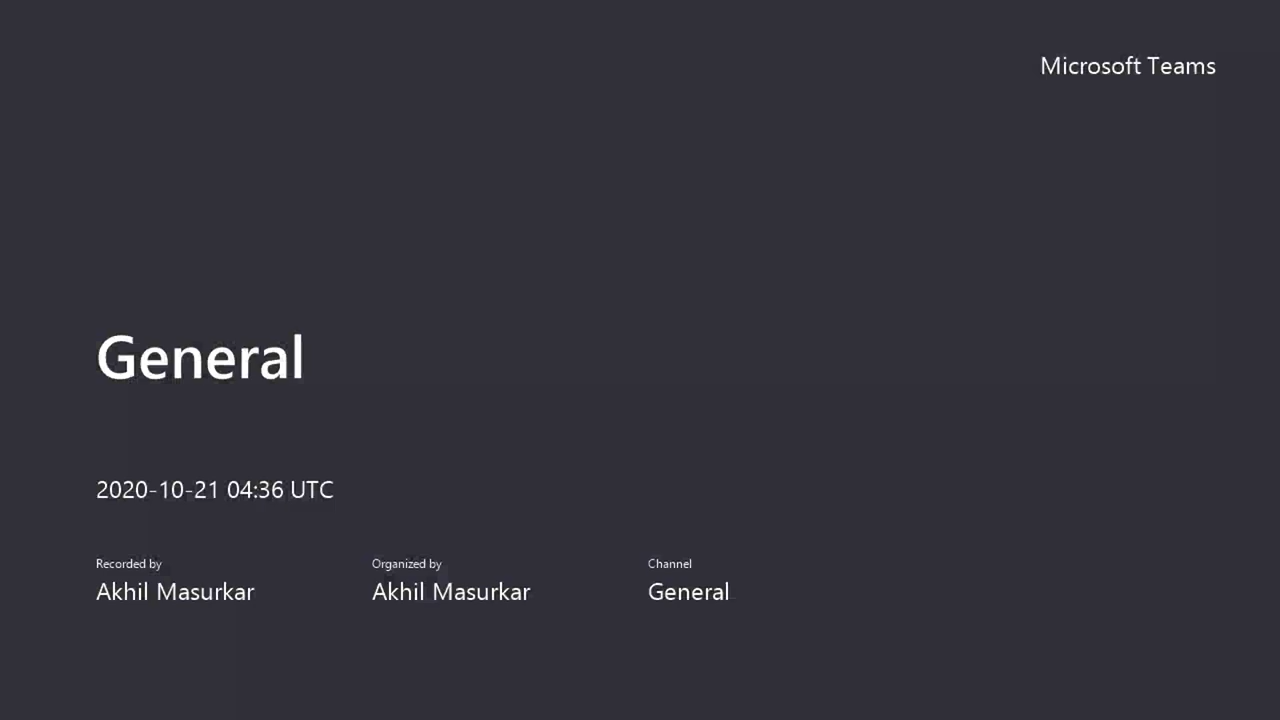 Microsoft Teams
General
2020-10-21 04:36 UTC
Recorded by
Akhil Masurkar
Organized by
Akhil Masurkar
Channel
General